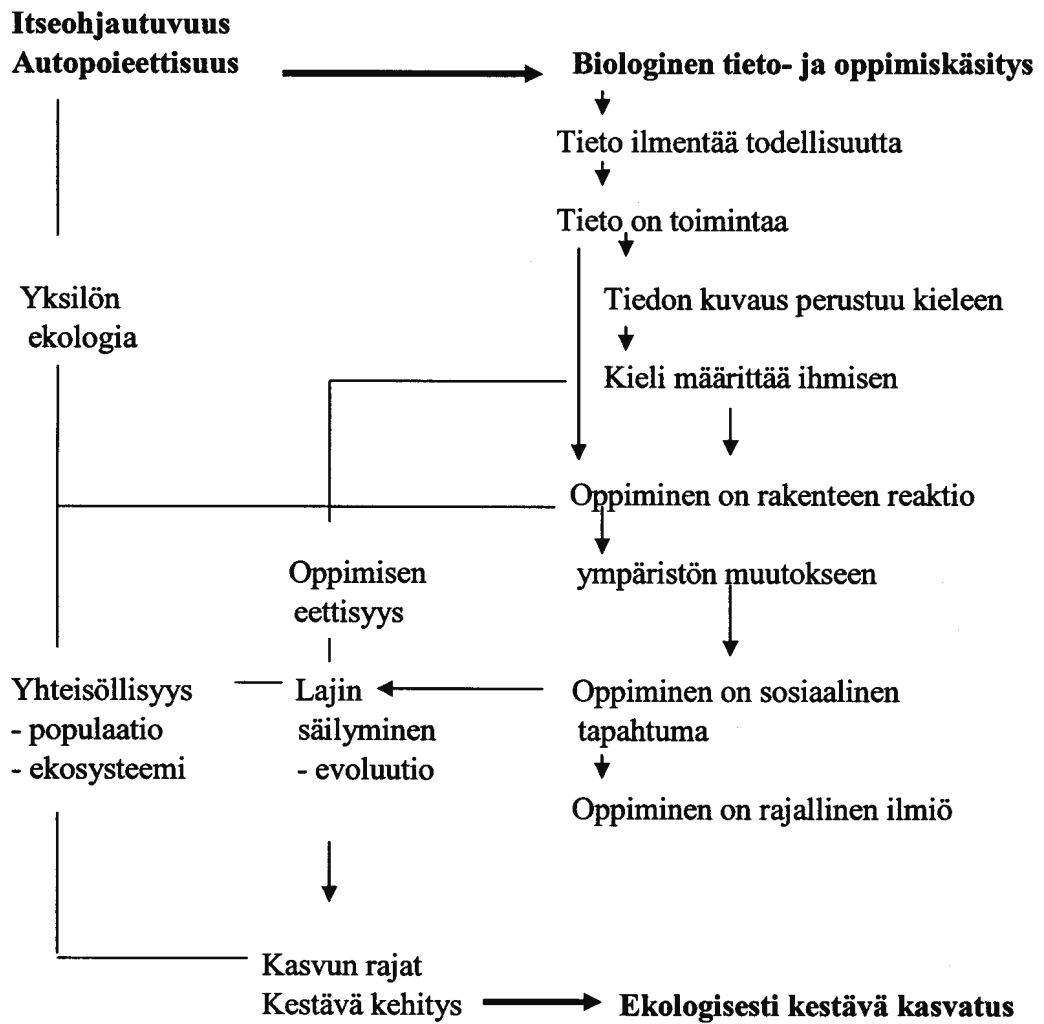 Itseohjautuvuus
Autopoieettisuus
Biologinen tieto- ja oppimiskäsitys
Tieto ilmentää todellisuutta
Tieto on toimintaa
Yksilön
ekologia
Tiedon kuvaus perustuu kieleen
Kieli määrittää ihmisen
Oppiminen on rakenteen reaktio
ympäristön muutokseen
Oppimisen
eettisyys
Yhteisöllisyys
- populaatio
- ekosysteemi
Lajin
säilyminen
- evoluutio
Oppiminen on sosiaalinen
tapahtuma
Oppiminen on rajallinen ilmiö
Kasvun rajat
Kestävä kehitys
Ekologisesti kestävä kasvatus